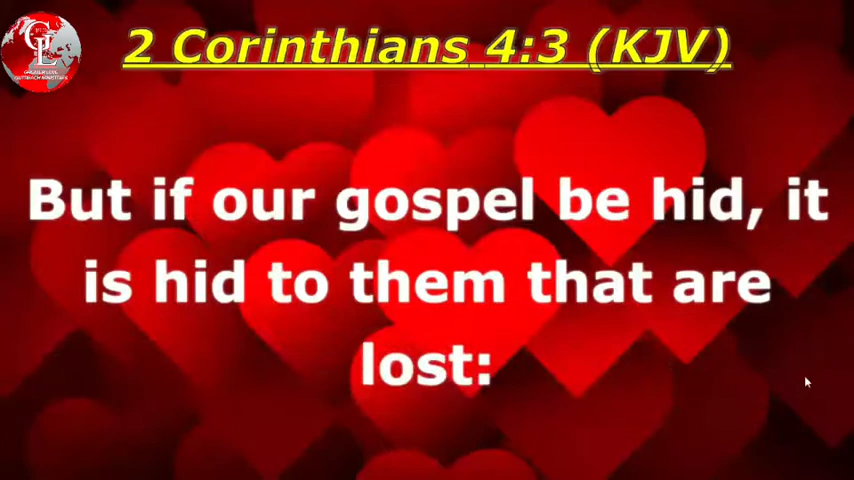 2 Corinthians 4:3 (KJV)
But if our gospel be hid, it
is hid to them that are
lost: